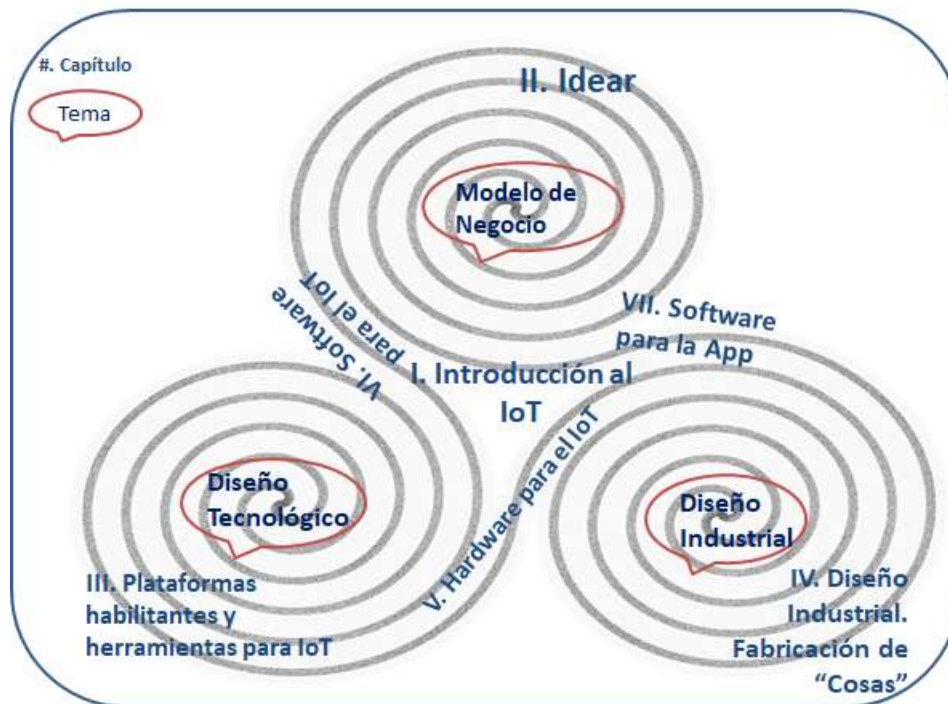 #. Capítulo
Tema
II. Idear
Modelo de
Negocio
VI. Software
para el IoT
VII. Software
para la App
I. Introducción al
IoT
V. Hardware para el IoT
Diseño
Tecnológico
Diseño
Industrial
III. Plataformas
habilitantes y
herramientas para IoT
IV. Diseño
Industrial.
Fabricación de
“Cosas”